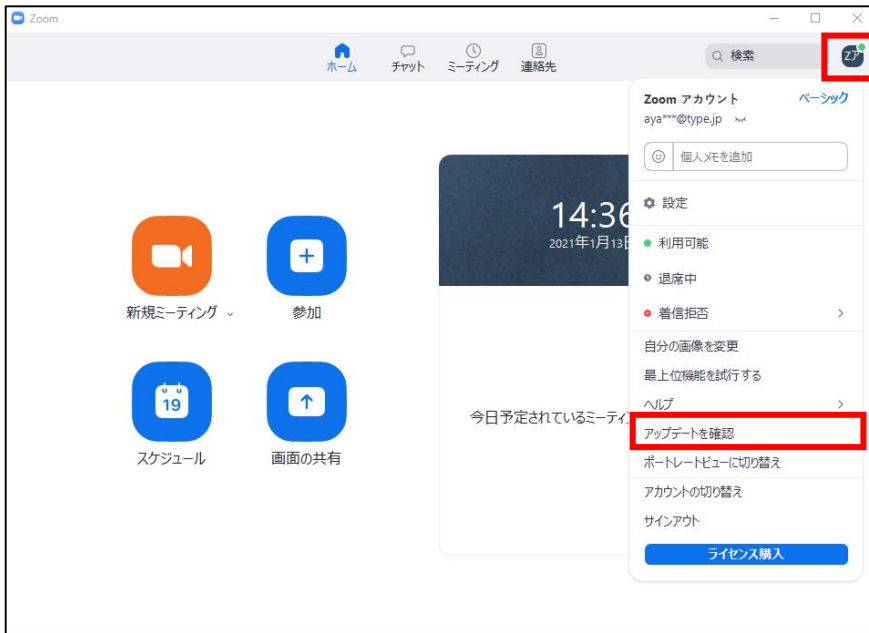 Zoom
ホーム
チャット
ミーティング
連絡先
検索
Zア
Zoom アカウント ベーシック
aya***@type.jp
個人メモを追加
設定
14:36
2021年1月13日
利用可能
退席中
新規ミーティング
参加
着信拒否
自分の画像を変更
最上位機能を試行する
ヘルプ
19
今日予定されているミーティ
アップデートを確認
スケジュール
画面の共有
ポートレートビューに切り替え
アカウントの切り替え
サインアウト
ライセンス購入